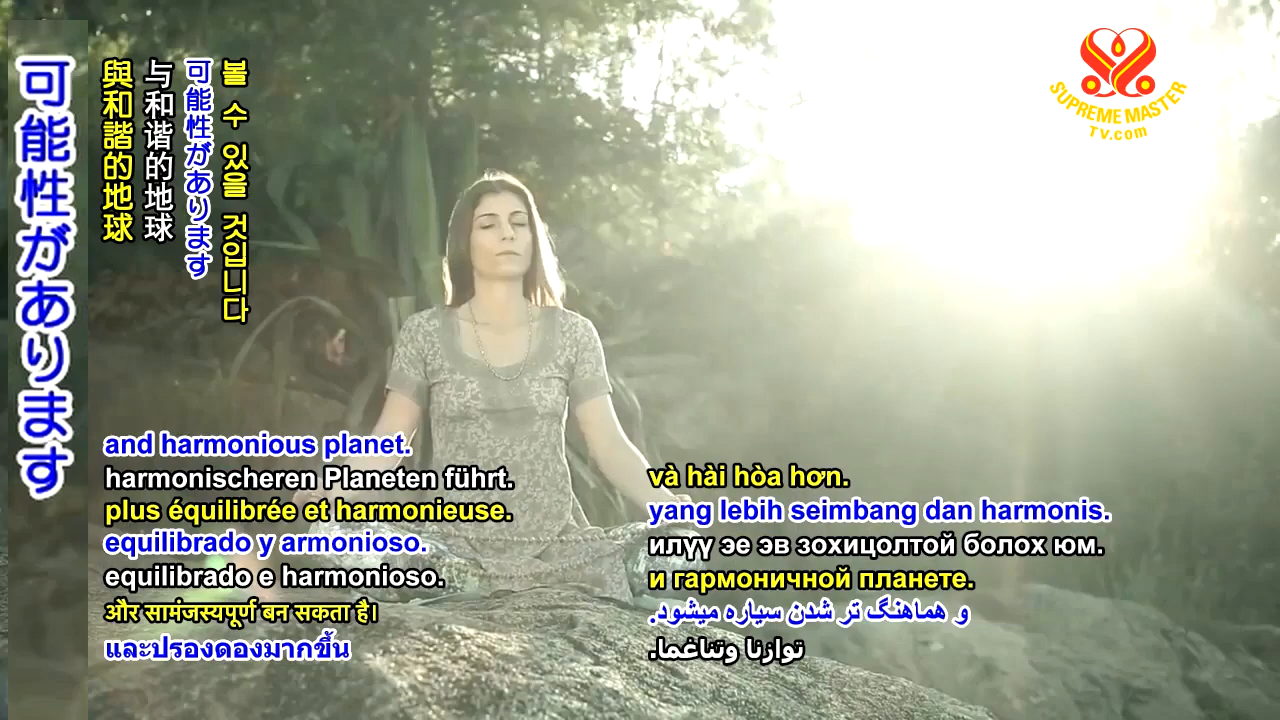 可能性があります
與和諧的地球
与和谐的地球
可能性があります
볼 수 있을 것입니다
SUPREME MASTER
TV.com
and harmonious planet.
harmonischeren Planeten führt.
plus équilibrée et harmonieuse.
equilibrado y armonioso.
equilibrado e harmonioso.
और सामंजस्यपूर्ण बन सकता है।
และปรองดองมากขึ้น
và hài hòa hơn.
yang lebih seimbang dan harmonis.
илүү эе эв зохицолтой болох юм.
и гармоничной планете.
و هماهنگ تر شدن سیاره میشود.
توازنا وتناغما.